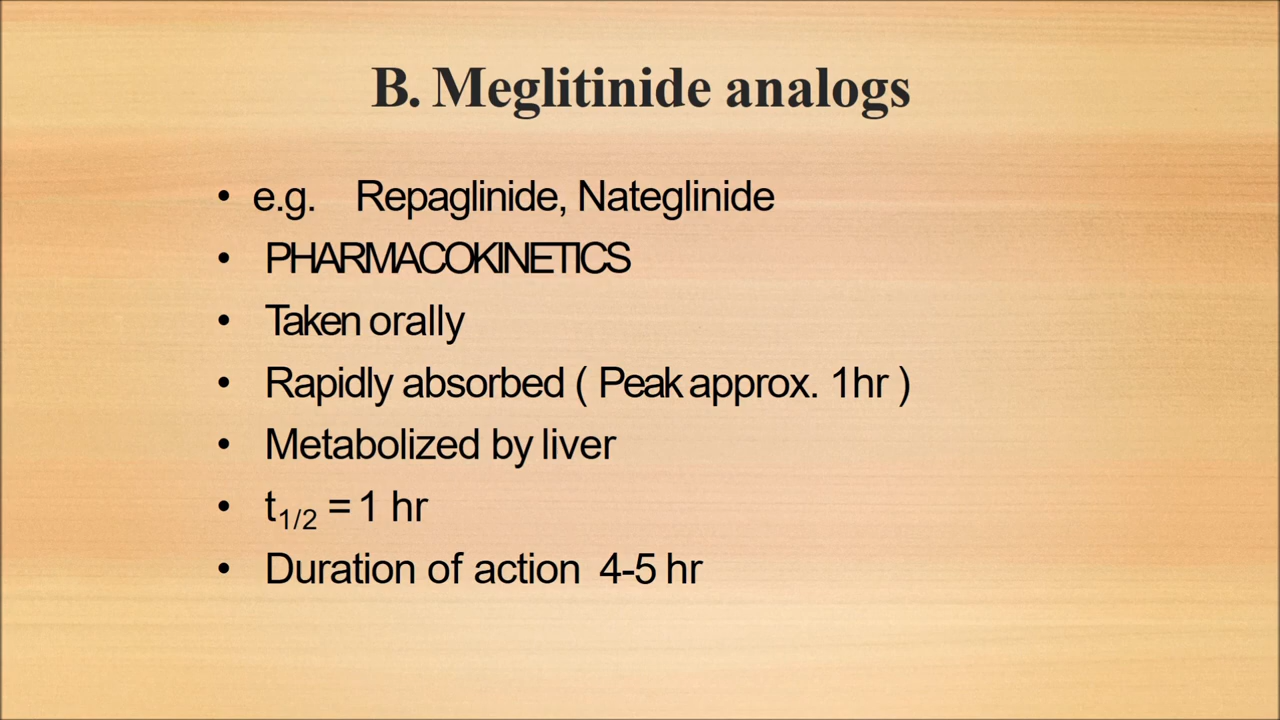 B. Meglitinide analogs
• e.g. Repaglinide, Nateglinide
• PHARMACOKINETICS
• Taken orally
• Rapidly absorbed ( Peak approx. 1hr )
• Metabolized by liver
• t1/2 = 1 hr
• Duration of action 4-5 hr